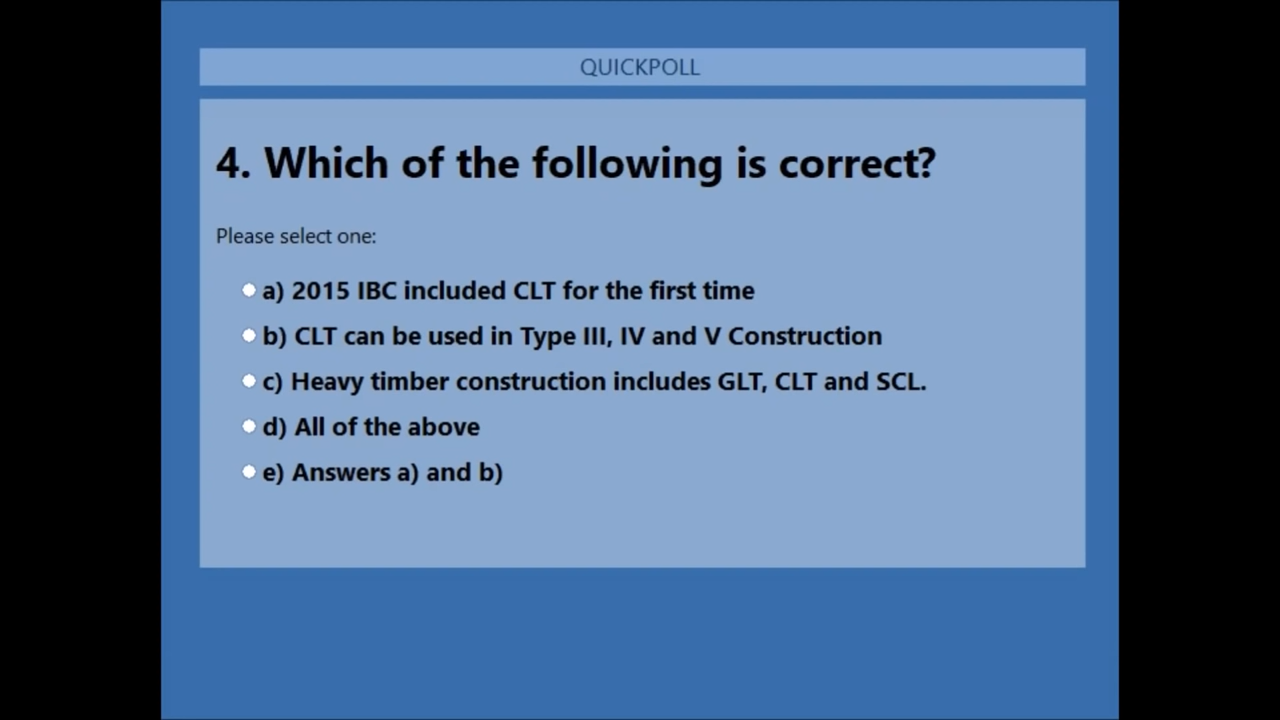 QUICKPOLL
4. Which of the following is correct?
Please select one:
a) 2015 IBC included CLT for the first time
b) CLT can be used in Type III, IV and V Construction
c) Heavy timber construction includes GLT, CLT and SCL.
d) All of the above
e) Answers a) and b)